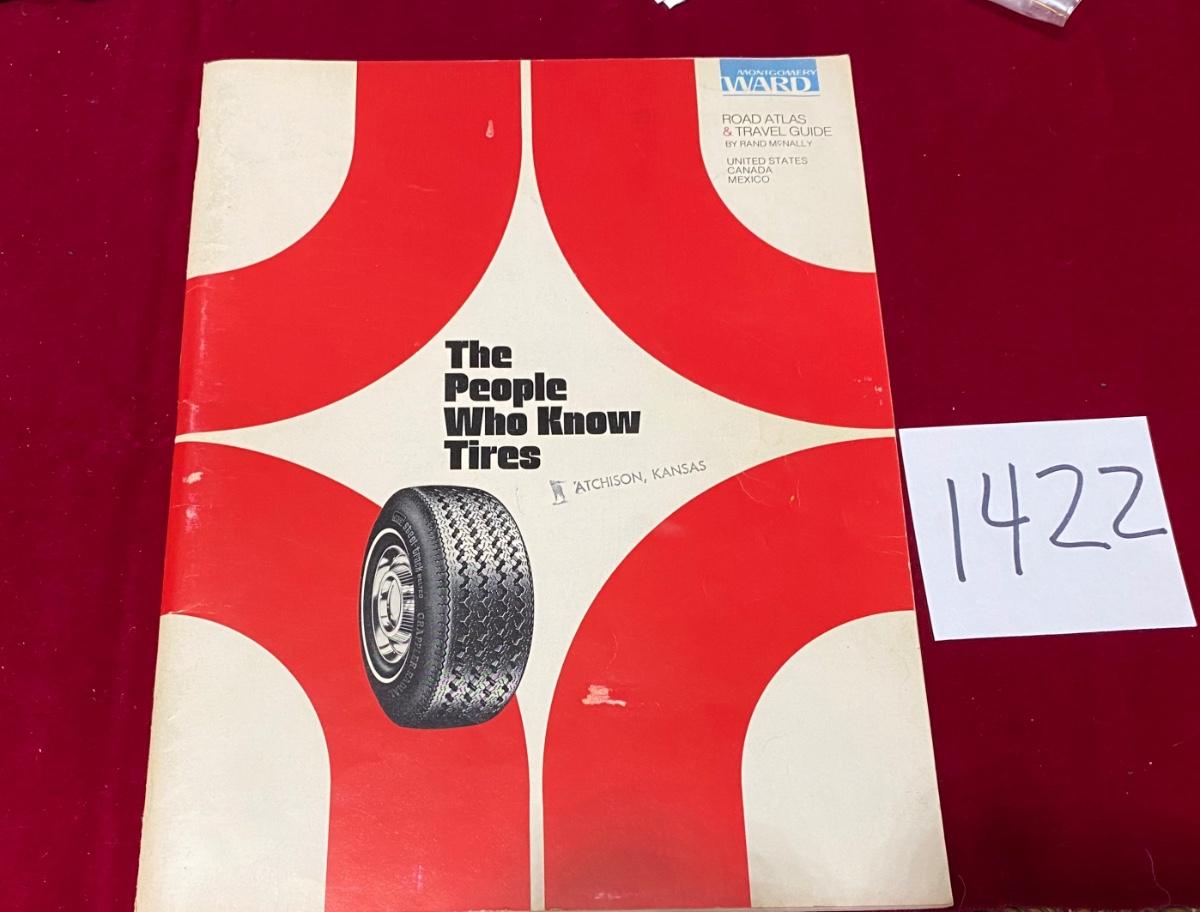 MONTGOMERY
WARD
ROAD ATLAS
& TRAVEL GUIDE
BY RAND McNALLY
UNITED STATES
CANADA
MEXICO
The
People
Who Know
Tires
ATCHISON, KANSAS
1422